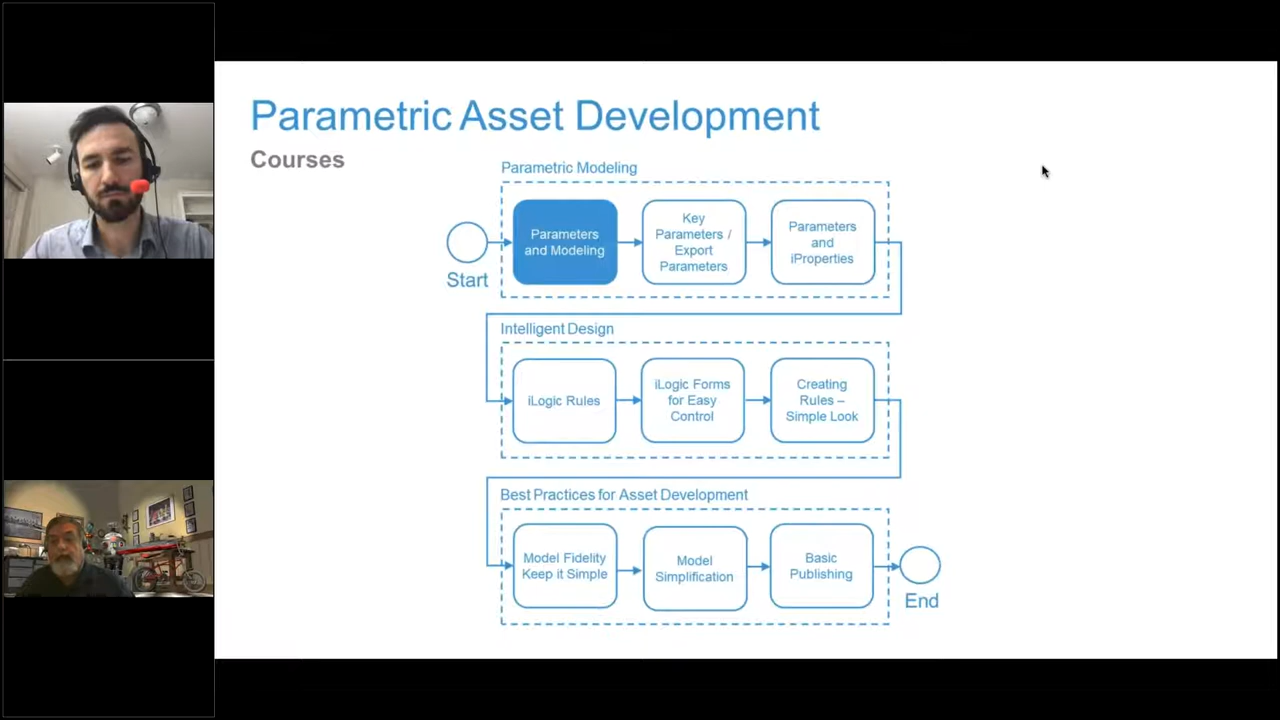 Parametric Asset Development
Courses
Parametric Modeling
Start
Parameters
and Modeling
Key
Parameters /
Export
Parameters
Parameters
and
iProperties
Intelligent Design
iLogic Rules
iLogic Forms
for Easy
Control
Creating
Rules –
Simple Look
Best Practices for Asset Development
Model Fidelity
Keep it Simple
Model
Simplification
Basic
Publishing
End